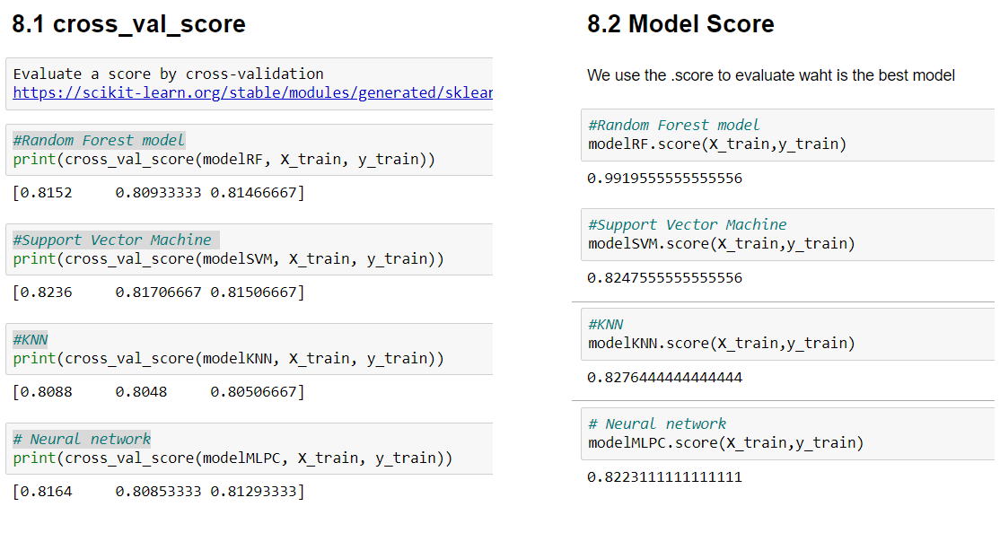 8.1 cross_val_score
Evaluate a score by cross-validation
https://scikit-learn.org/stable/modules/generated/sklear
#Random Forest model
print(cross_val_score(modelRF, X_train, y_train))
[0.8152     0.80933333 0.81466667]
#Support Vector Machine
print(cross_val_score(modelSVM, X_train, y_train))
[0.8236     0.81706667 0.81506667]
#KNN
print(cross_val_score(modelKNN, X_train, y_train))
[0.8088     0.8048     0.80506667]
# Neural network
print(cross_val_score(modelMLPC, X_train, y_train))
[0.8164     0.80853333 0.81293333]
8.2 Model Score
We use the .score to evaluate waht is the best model
#Random Forest model
modelRF.score(X_train,y_train)
0.9919555555555556
#Support Vector Machine
modelSVM.score(X_train,y_train)
0.8247555555555556
#KNN
modelKNN.score(X_train,y_train)
0.8276444444444444
# Neural network
modelMLPC.score(X_train,y_train)
0.8223111111111111